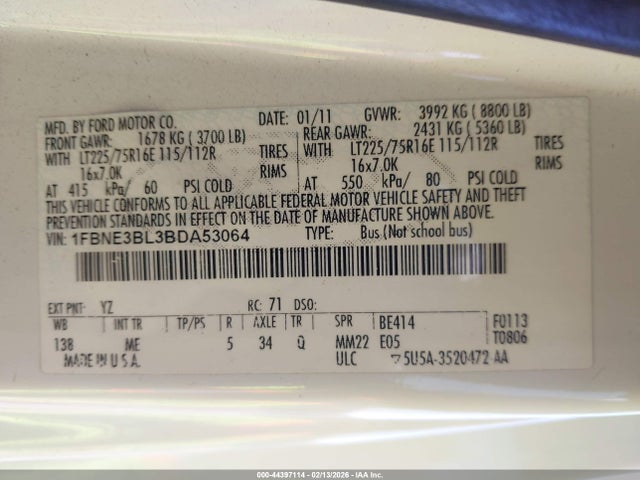 MFD. BY FORD MOTOR CO. DATE: 01/11 GVWR: 3992 KG (8800 LB)
FRONT GAWR: 1678 KG (3700 LB) REAR GAWR: 2431 KG (5360 LB)
WITH LT225/75R16E 115/112R TIRES WITH LT225/75R16E 115/112R TIRES
16x7.0K RIMS 16x7.0K RIMS
AT 415 kPa/ 60 PSI COLD AT 550 kPa/ 80 PSI COLD
THIS VEHICLE CONFORMS TO ALL APPLICABLE FEDERAL MOTOR VEHICLE SAFETY AND THEFT
PREVENTION STANDARDS IN EFFECT ON THE DATE OF MANUFACTURE SHOWN ABOVE.
VIN: 1FBNE3BL3BDA53064 TYPE: Bus (Not school bus)
EXT PNT: YZ RC: 71 DSO:
WB INT TR TP/PS R AXLE TR SPR BE414 F0113
138 ME 5 34 Q MM22 E05 T0806
MADE IN U.S.A. ULC 5U5A-3520472-AA
000-44397114 - 02/13/2026 - IAA Inc.